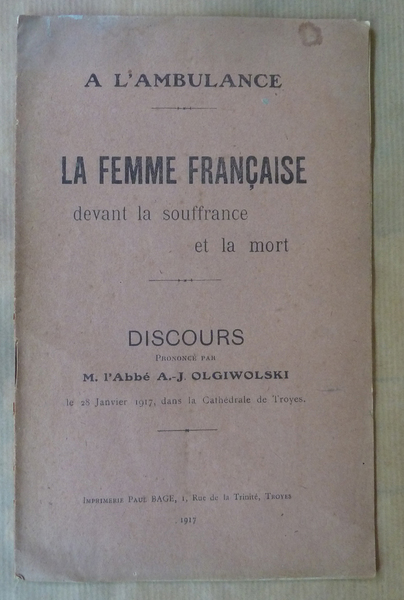 A L'AMBULANCE
LA FEMME FRANÇAISE
devant la souffrance
et la mort
DISCOURS
PRONONCÉ PAR
M. l'Abbé A.-J. OLGIWOLSKI
le 28 Janvier 1917, dans la Cathédrale de Troyes.
IMPRIMERIE PAUL BAGE, 1, Rue de la Trinité, TROYES
1917